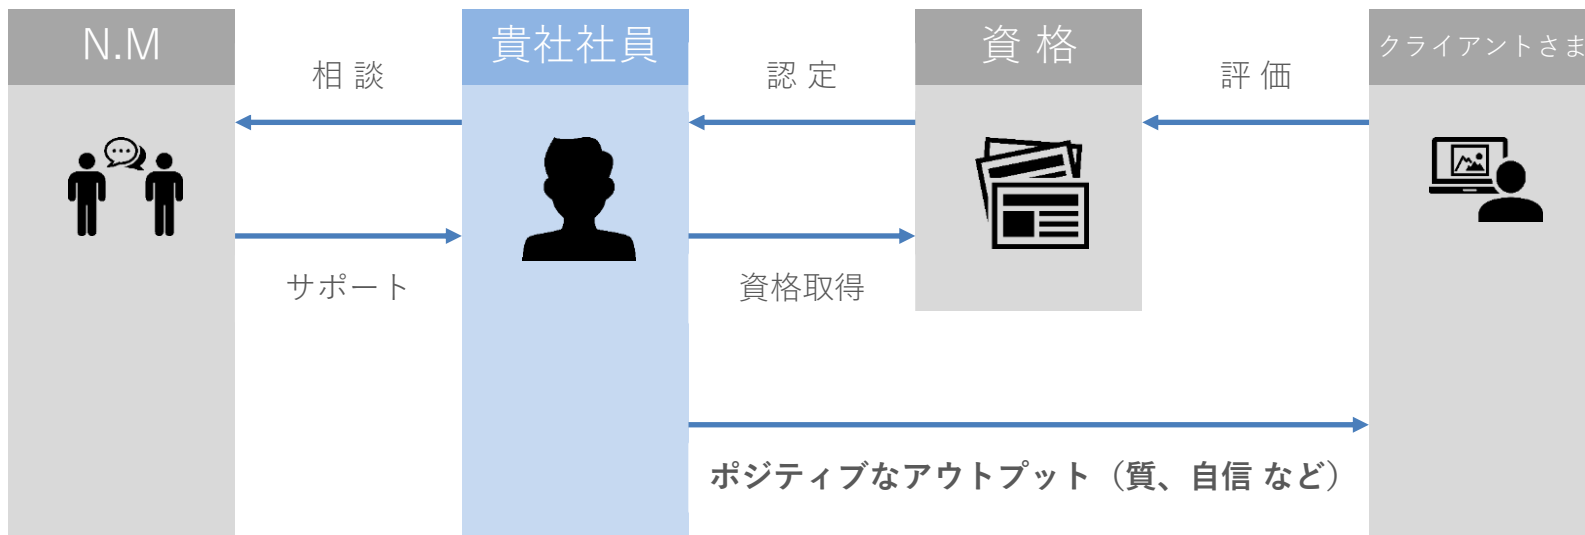 N.M
貴社社員
資 格
クライアントさま
相 談
認 定
評 価
サポート
資格取得
ポジティブなアウトプット（質、自信 など）